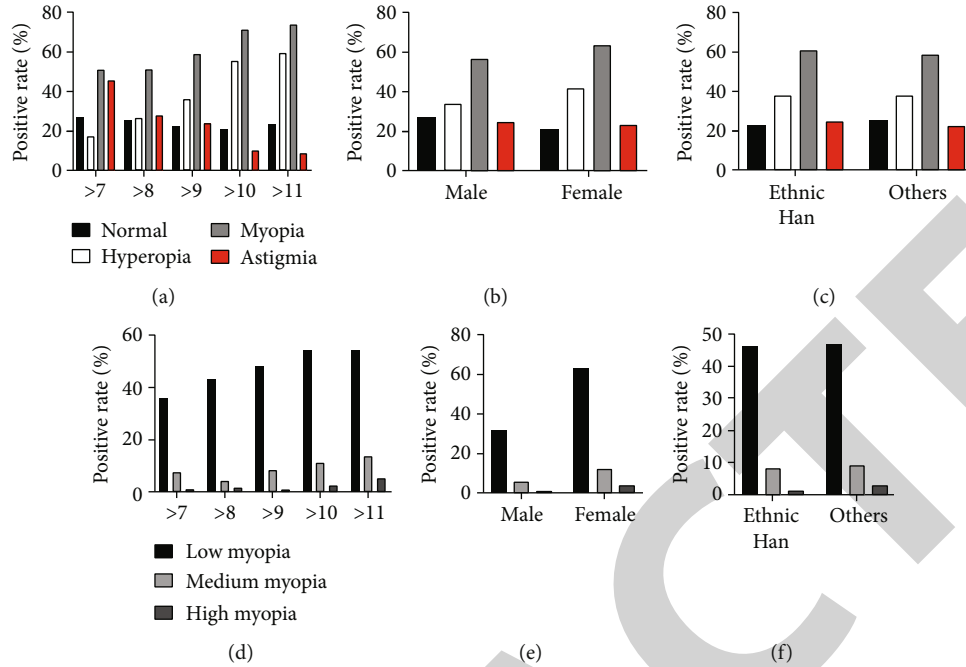 Positive rate (%)
80
60
40
20
0
>7 >8 >9 >10 >11
Normal
Hyperopia
Myopia
Astigmia
(a)
Positive rate (%)
80
60
40
20
0
Male Female
(b)
Positive rate (%)
80
60
40
20
0
Ethnic
Han
Others
(c)
Positive rate (%)
60
40
20
0
>7 >8 >9 >10 >11
Low myopia
Medium myopia
High myopia
(d)
Positive rate (%)
80
60
40
20
0
Male Female
(e)
Positive rate (%)
50
40
30
20
10
0
Ethnic
Han
Others
(f)